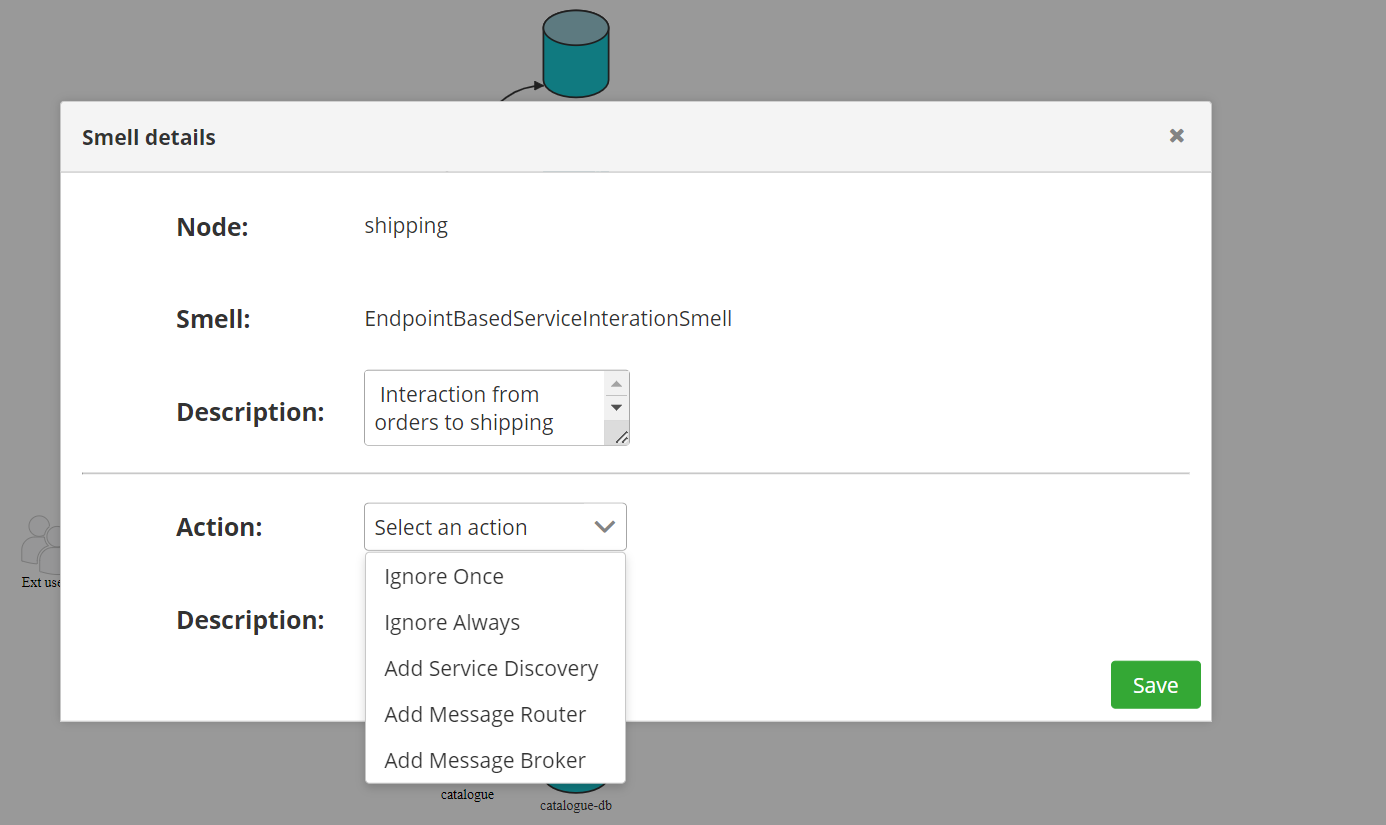 Smell details
Node:
shipping
Smell:
EndpointBasedServiceInterationSmell
Description:
Interaction from
orders to shipping
Action:
Select an action
Ignore Once
Ignore Always
Add Service Discovery
Add Message Router
Add Message Broker
Description:
Save
Ext use
catalogue
catalogue-db